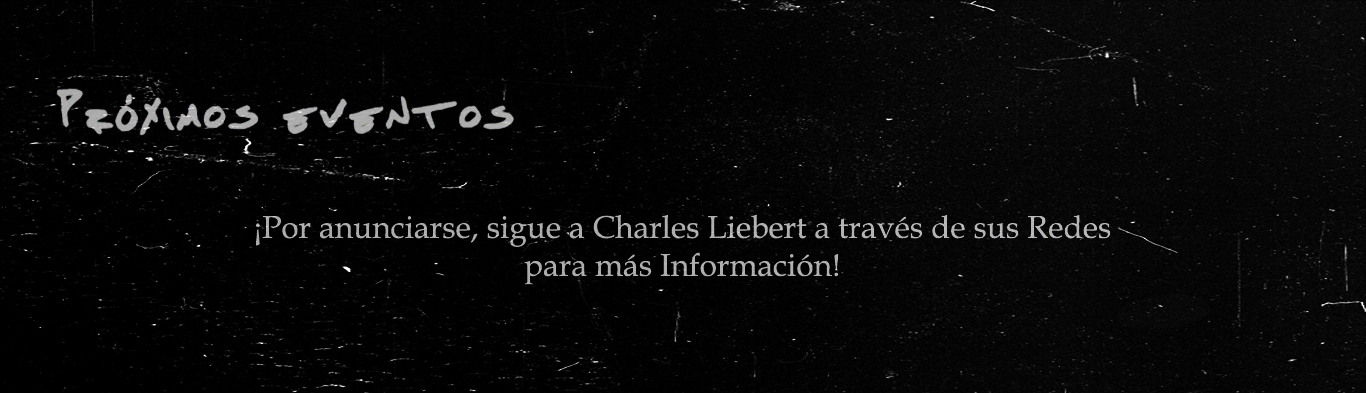 Próximos eventos
¡Por anunciarse, sigue a Charles Liebert a través de sus Redes
para más Información!